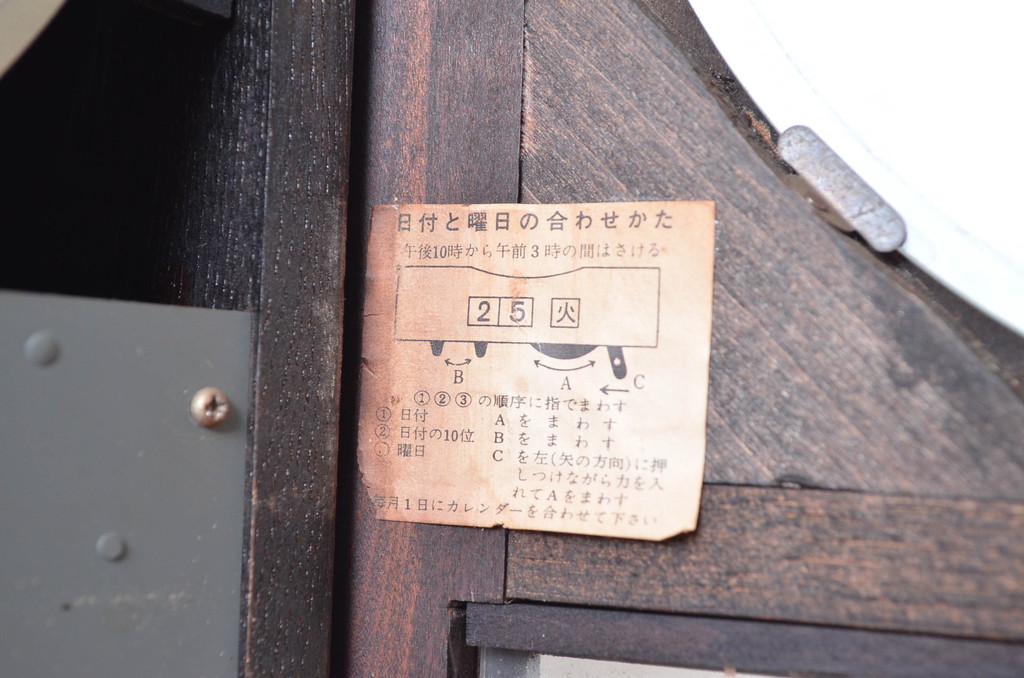 日付と曜日の合わせかた
午後10時から午前3時の間はさける
25 火
B A C
①②③の順序に指でまわす
① 日付 Aをまわす
② 日付の10位 Bをまわす
曜日 Cを左(矢の方向)に押
しつけながら力を入
れてAをまわす
毎月1日にカレンダーを合わせて下さい